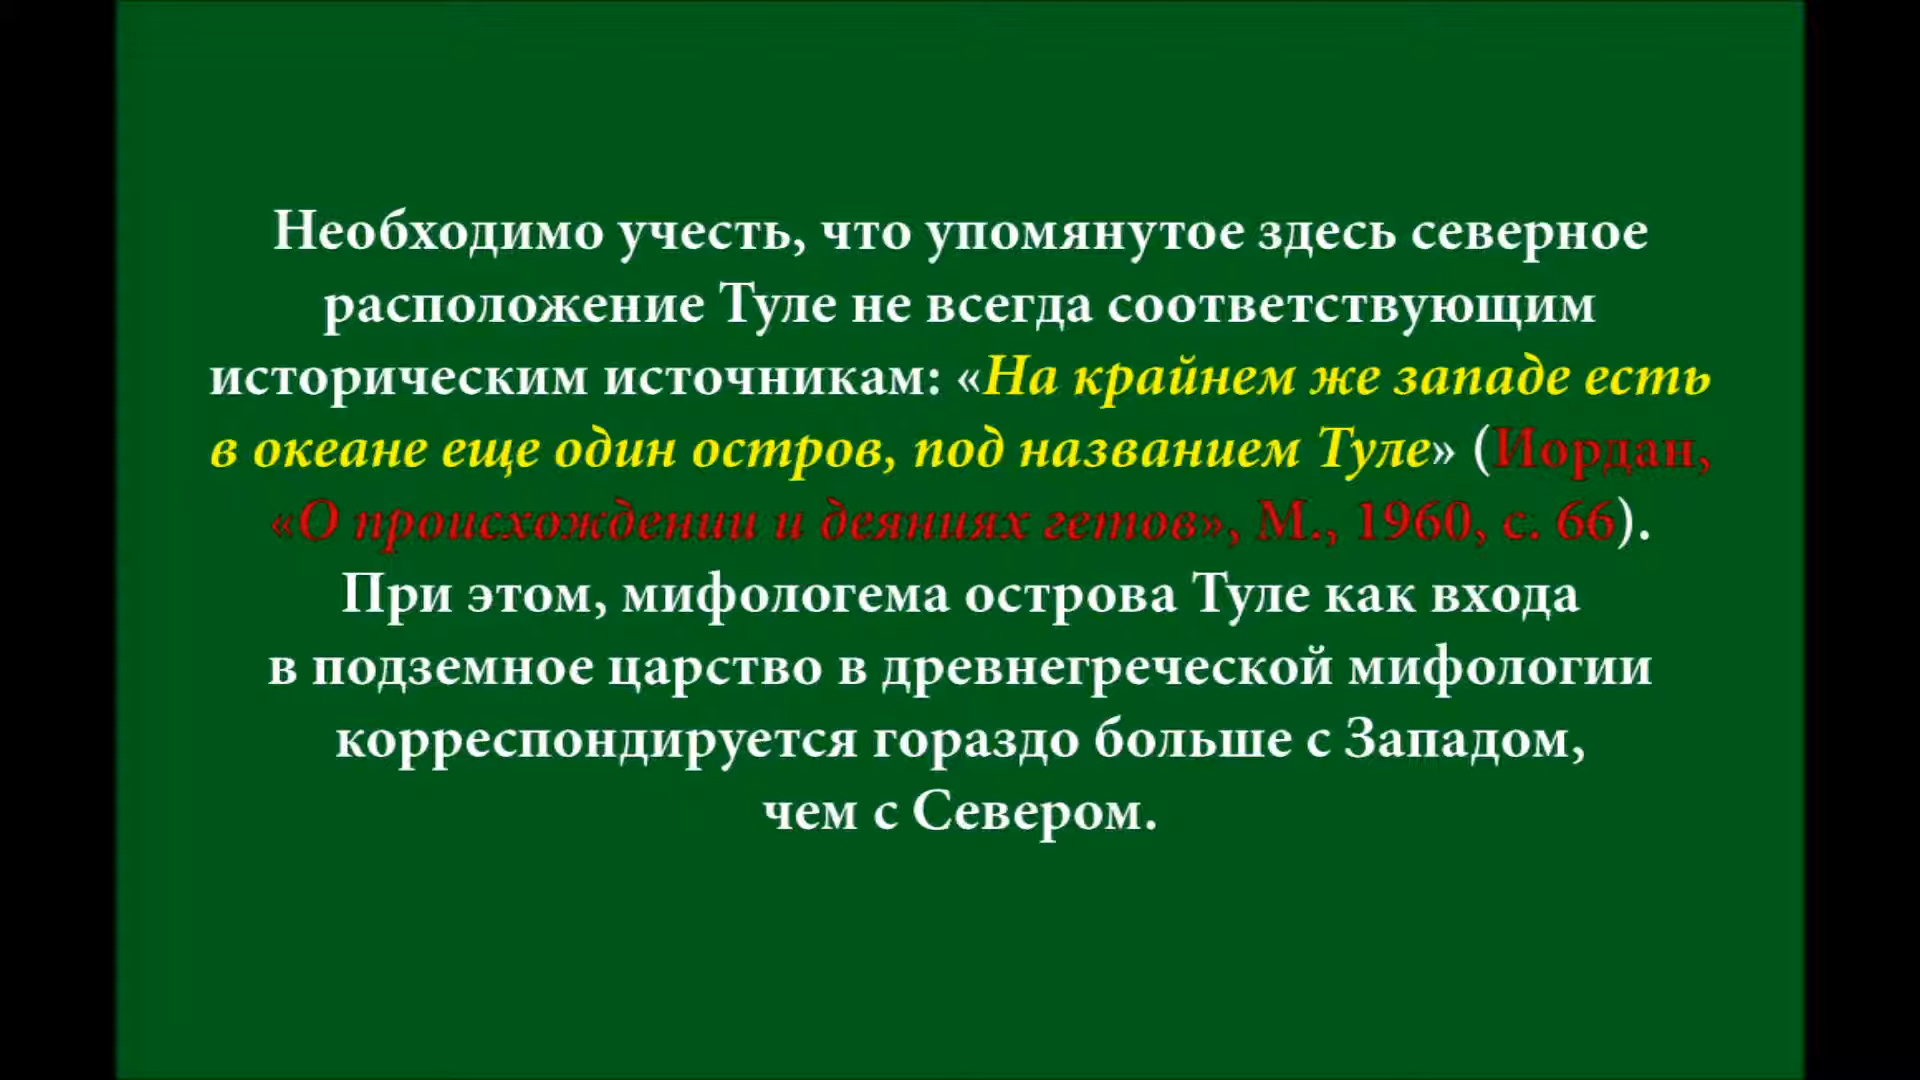 Необходимо учесть, что упомянутое здесь северное
расположение Туле не всегда соответствующим
историческим источникам: «На крайнем же западе есть
в океане еще один остров, под названием Туле» (Иордан,
«О происхождении и деяниях гетов», М., 1960, с. 66).
При этом, мифологема острова Туле как входа
в подземное царство в древнегреческой мифологии
корреспондируется гораздо больше с Западом,
чем с Севером.